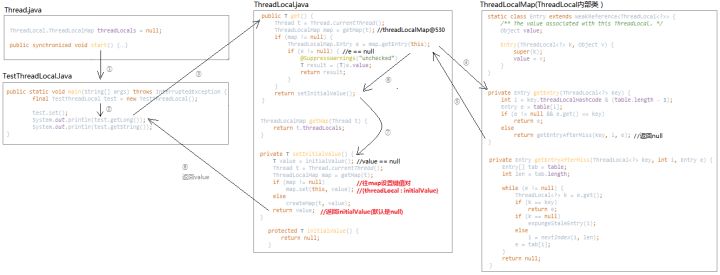 Thread.java
ThreadLocal.ThreadLocalMap threadLocals = null;
public synchronized void start() {…}
①
TestThreadLocal.Java
public static void main(String[] args) throws InterruptedException {
final TestThreadLocal test = new TestThreadLocal();
test.set();
②
System.out.println(test.getLong());
System.out.println(test.getString());
③
⑧
返回value
ThreadLocal.java
public T get() {
Thread t = Thread.currentThread();
ThreadLocalMap map = getMap(t); //threadLocalMap@530
if (map != null) {
ThreadLocalMap.Entry e = map.getEntry(this);
if (e != null) { //e == null
@SuppressWarnings("unchecked")
T result = (T)e.value;
return result;
}
}
return setInitialValue();
}
⑥
ThreadLocalMap getMap(Thread t) {
return t.threadLocals;
}
⑦
private T setInitialValue() {
T value = initialValue(); //value == null
Thread t = Thread.currentThread();
ThreadLocalMap map = getMap(t);
if (map != null) //往map设置键值对
map.set(this, value); //(threadLocal : initialValue)
else
createMap(t, value);
return value; //返回initialValue(默认是null)
}
protected T initialValue() {
return null;
}
④
⑤
ThreadLocalMap(ThreadLocal内部类)
static class Entry extends WeakReference<ThreadLocal<?>> {
/** The value associated with this ThreadLocal. */
Object value;
Entry(ThreadLocal<?> k, Object v) {
super(k);
value = v;
}
}
private Entry getEntry(ThreadLocal<?> key) {
int i = key.threadLocalHashCode & (table.length - 1);
Entry e = table[i];
if (e != null && e.get() == key)
return e;
else
return getEntryAfterMiss(key, i, e); //返回null
}
private Entry getEntryAfterMiss(ThreadLocal<?> key, int i, Entry e) {
Entry[] tab = table;
int len = tab.length;
while (e != null) {
ThreadLocal<?> k = e.get();
if (k == key)
return e;
if (k == null)
expungeStaleEntry(i);
else
i = nextIndex(i, len);
e = tab[i];
}
return null;
}